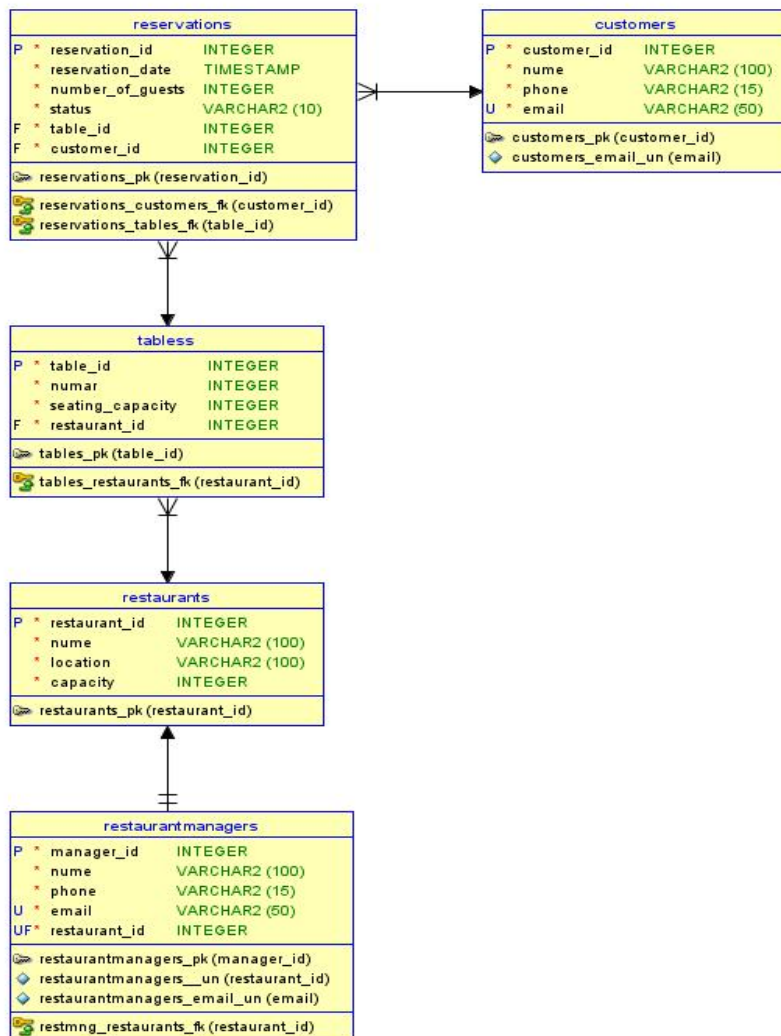 reservations
P * reservation_id INTEGER
* reservation_date TIMESTAMP
* number_of_guests INTEGER
* status VARCHAR2 (10)
F * table_id INTEGER
F * customer_id INTEGER
reservations_pk (reservation_id)
reservations_customers_fk (customer_id)
reservations_tables_fk (table_id)
customers
P * customer_id INTEGER
* nume VARCHAR2 (100)
* phone VARCHAR2 (15)
U * email VARCHAR2 (50)
customers_pk (customer_id)
customers_email_un (email)
tabless
P * table_id INTEGER
* numar INTEGER
* seating_capacity INTEGER
F * restaurant_id INTEGER
tables_pk (table_id)
tables_restaurants_fk (restaurant_id)
restaurants
P * restaurant_id INTEGER
* nume VARCHAR2 (100)
* location VARCHAR2 (100)
* capacity INTEGER
restaurants_pk (restaurant_id)
restaurantmanagers
P * manager_id INTEGER
* nume VARCHAR2 (100)
* phone VARCHAR2 (15)
U * email VARCHAR2 (50)
UF * restaurant_id INTEGER
restaurantmanagers_pk (manager_id)
restaurantmanagers__un (restaurant_id)
restaurantmanagers_email_un (email)
restmng_restaurants_fk (restaurant_id)